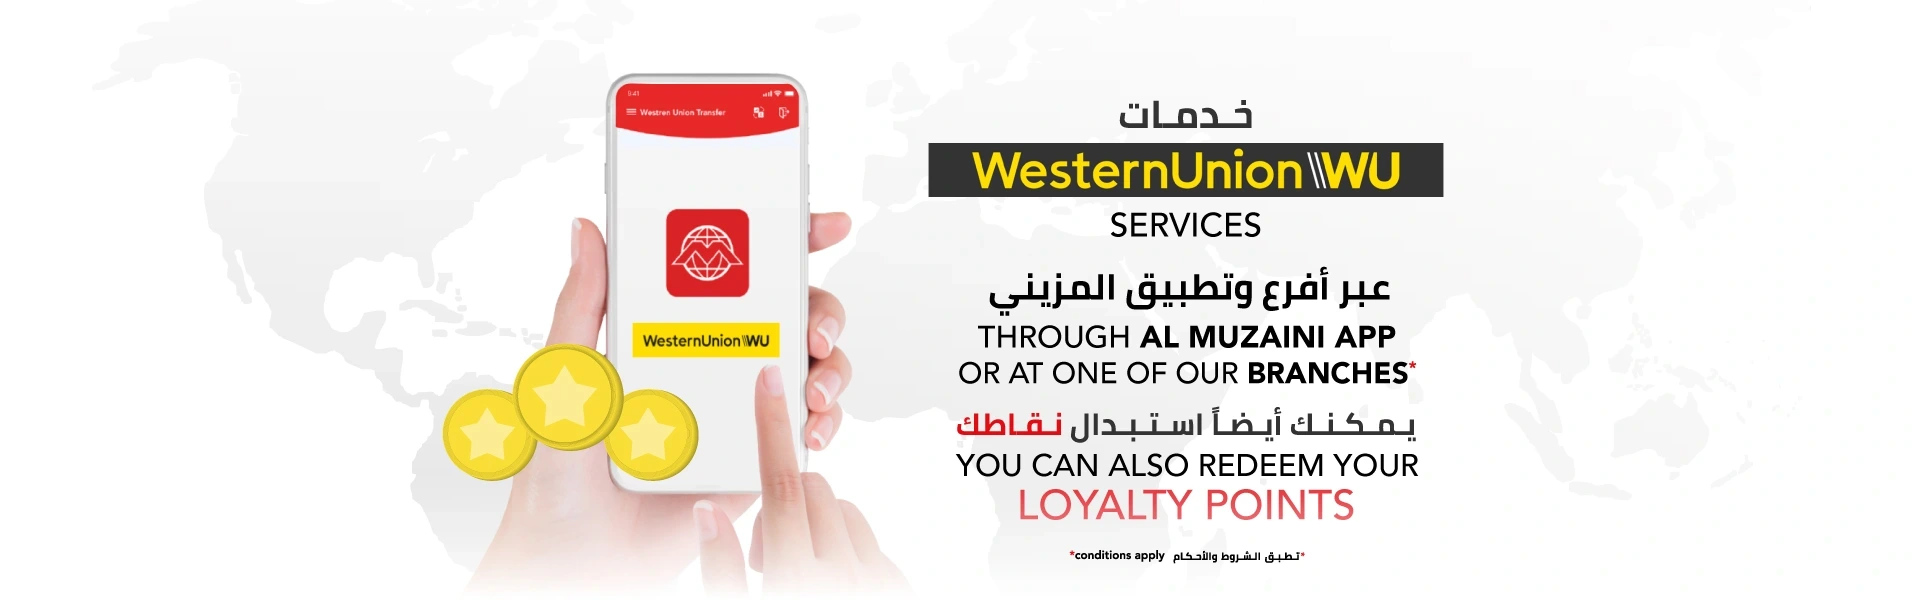 9:41
Westren Union Transfer
WesternUnion WU
خدمات
WesternUnion WU
SERVICES
عبر أفرع وتطبيق المزيني
THROUGH AL MUZAINI APP
OR AT ONE OF OUR BRANCHES*
يمكنك أيضاً استبدال نقاطك
YOU CAN ALSO REDEEM YOUR
LOYALTY POINTS
*conditions apply تطبق الشروط والأحكام*